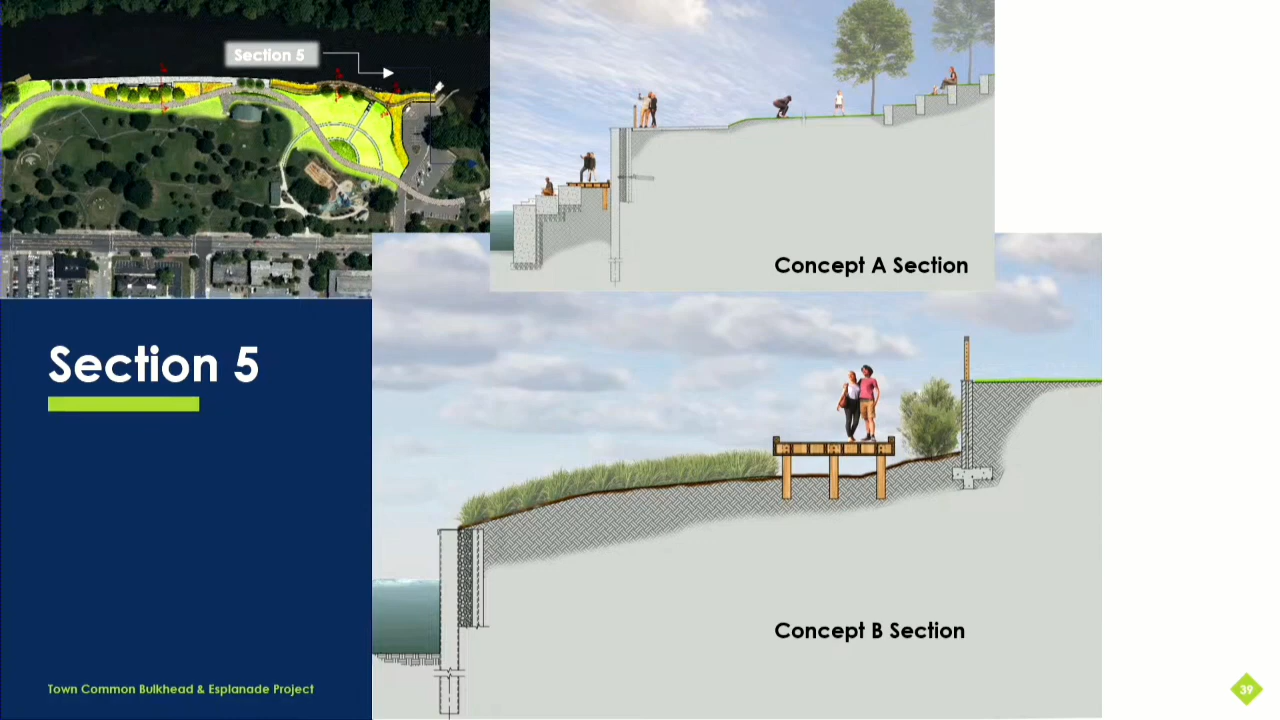 Section 5
Concept A Section
Section 5
Concept B Section
Town Common Bulkhead & Esplanade Project
39